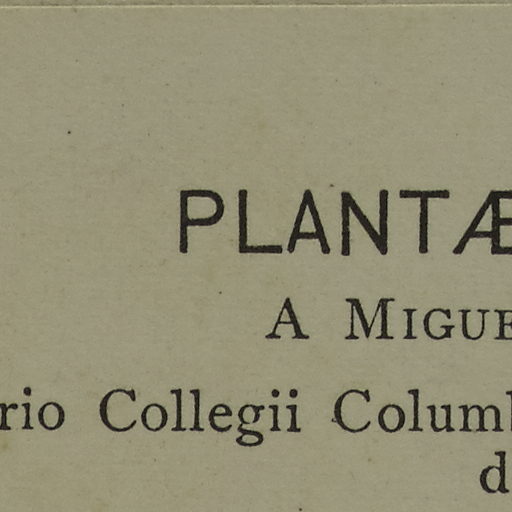 PLANTÆ
A MIGUE
rio Collegii Columb
d